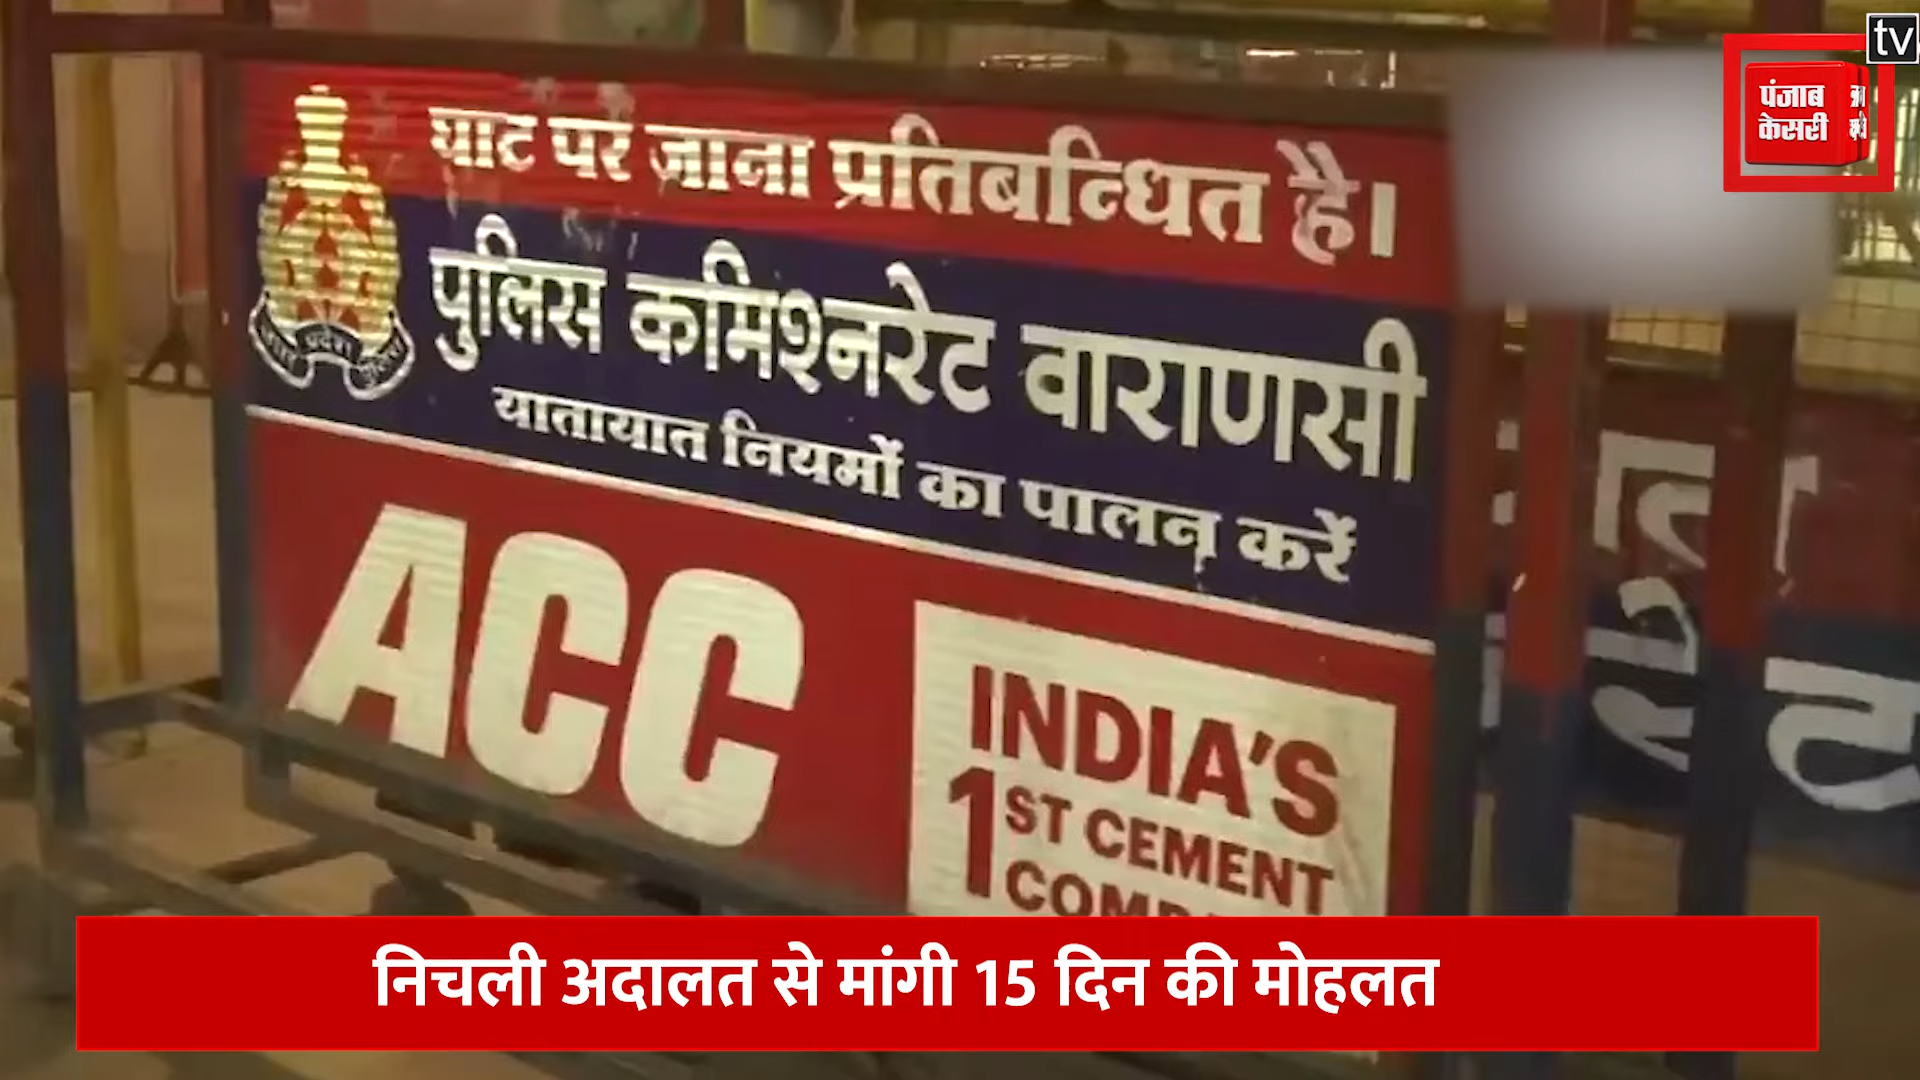 tv
पंजाब
केसरी
घाट पर जाना प्रतिबन्धित है।
पुलिस कमिश्नरेट वाराणसी
यातायात नियमों का पालन करें
ACC
INDIA'S
1ST CEMENT
निचली अदालत से मांगी 15 दिन की मोहलत